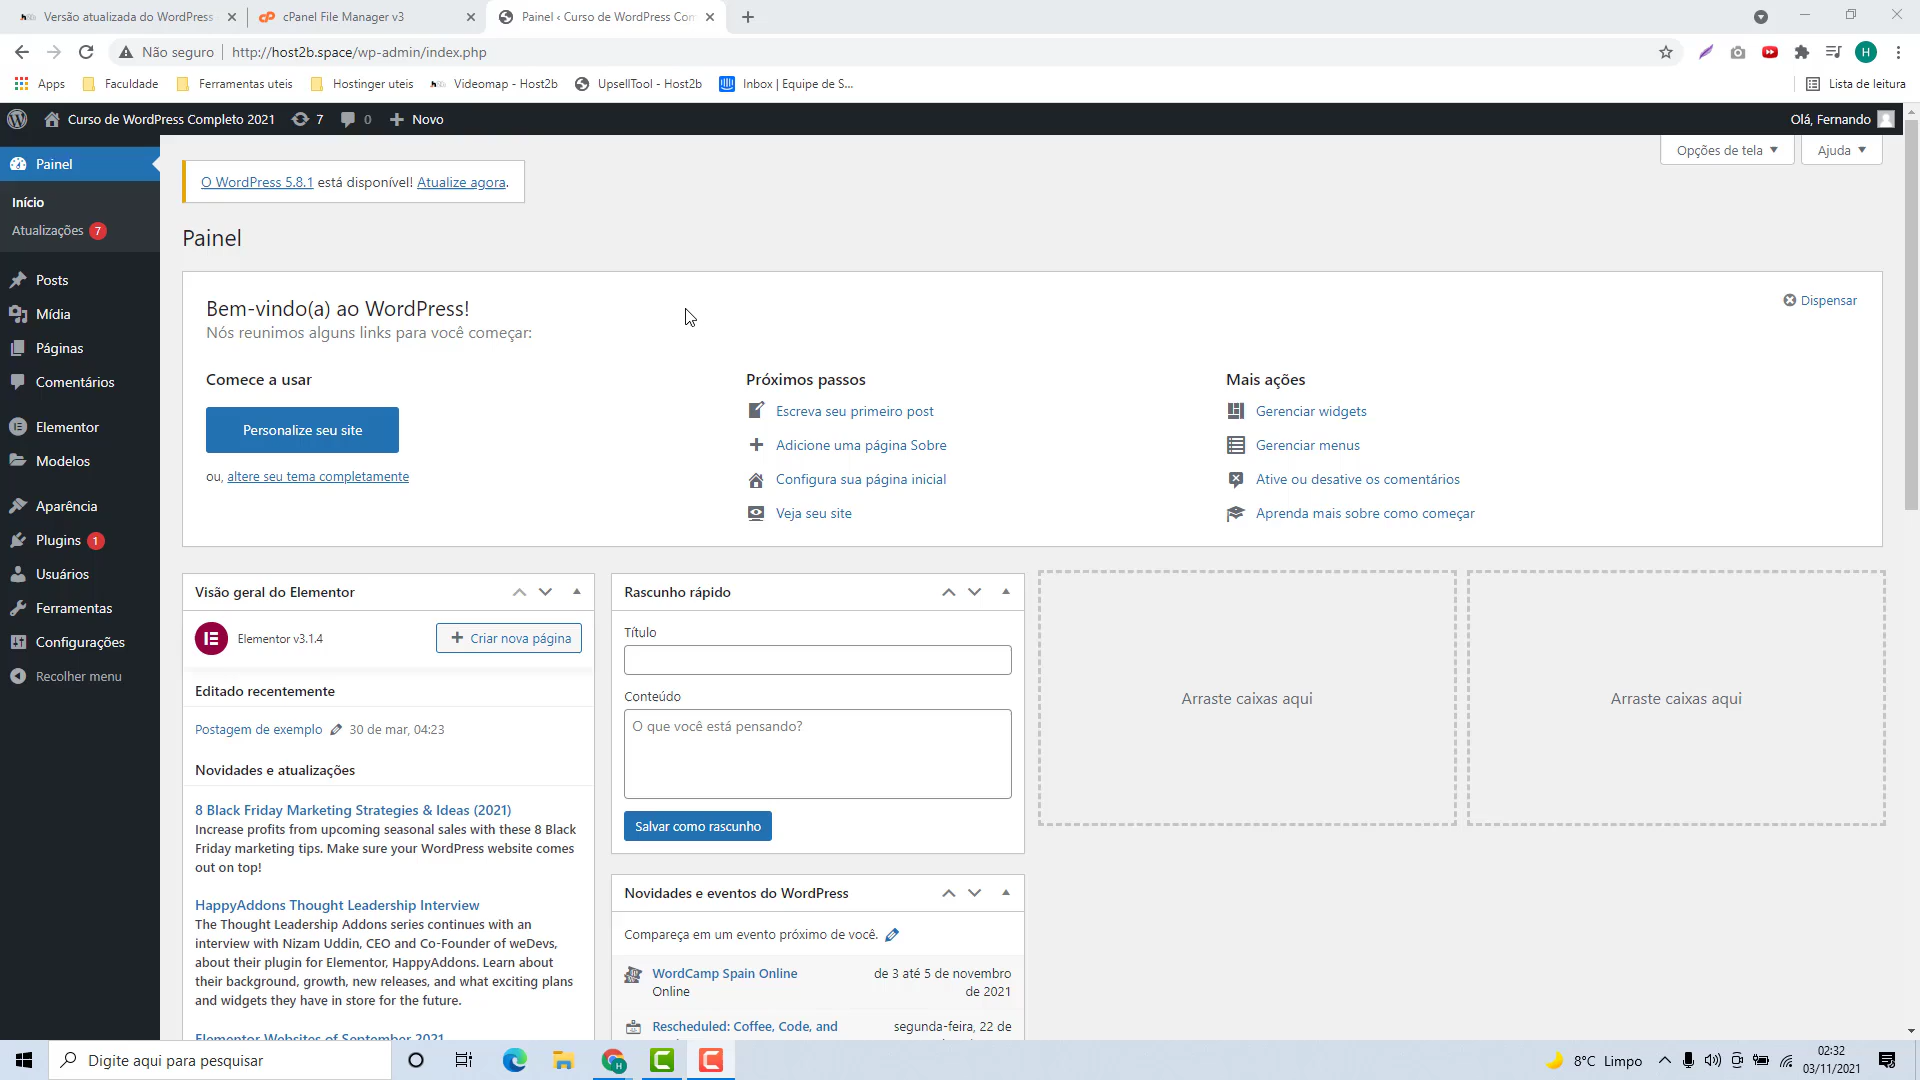 Versão atualizada do WordPress
cPanel File Manager v3
Painel ‹ Curso de WordPress Com
Não seguro
http://host2b.space/wp-admin/index.php
H
Apps
Faculdade
Ferramentas uteis
Hostinger uteis
Videomap - Host2b
UpsellTool - Host2b
Inbox | Equipe de S...
Lista de leitura
Curso de WordPress Completo 2021
7
0
Novo
Olá, Fernando
Painel
Início
Atualizações 7
Posts
Mídia
Páginas
Comentários
Elementor
Modelos
Aparência
Plugins 1
Usuários
Ferramentas
Configurações
Recolher menu
Opções de tela
Ajuda
O WordPress 5.8.1 está disponível! Atualize agora.
Painel
Bem-vindo(a) ao WordPress!
Nós reunimos alguns links para você começar:
Dispensar
Comece a usar
Personalize seu site
ou, altere seu tema completamente
Próximos passos
Escreva seu primeiro post
Adicione uma página Sobre
Configura sua página inicial
Veja seu site
Mais ações
Gerenciar widgets
Gerenciar menus
Ative ou desative os comentários
Aprenda mais sobre como começar
Visão geral do Elementor
Elementor v3.1.4
Criar nova página
Editado recentemente
Postagem de exemplo 30 de mar, 04:23
Novidades e atualizações
8 Black Friday Marketing Strategies & Ideas (2021)
Increase profits from upcoming seasonal sales with these 8 Black
Friday marketing tips. Make sure your WordPress website comes
out on top!
HappyAddons Thought Leadership Interview
The Thought Leadership Addons series continues with an
interview with Nizam Uddin, CEO and Co-Founder of weDevs,
about their plugin for Elementor, HappyAddons. Learn about
their background, growth, new releases, and what exciting plans
and widgets they have in store for the future.
Elementor Websites of September 2021
Rascunho rápido
Título
Conteúdo
O que você está pensando?
Salvar como rascunho
Novidades e eventos do WordPress
Compareça em um evento próximo de você.
WordCamp Spain Online
Online
de 3 até 5 de novembro
de 2021
Rescheduled: Coffee, Code, and
segunda-feira, 22 de
Arraste caixas aqui
Arraste caixas aqui
Digite aqui para pesquisar
8°C Limpo
02:32
03/11/2021